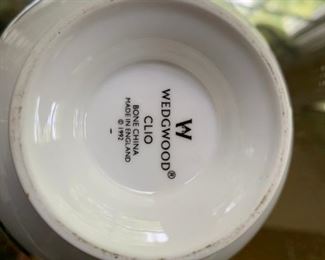 W
WEDGWOOD®
CLIO
BONE CHINA
MADE IN ENGLAND
© 1992